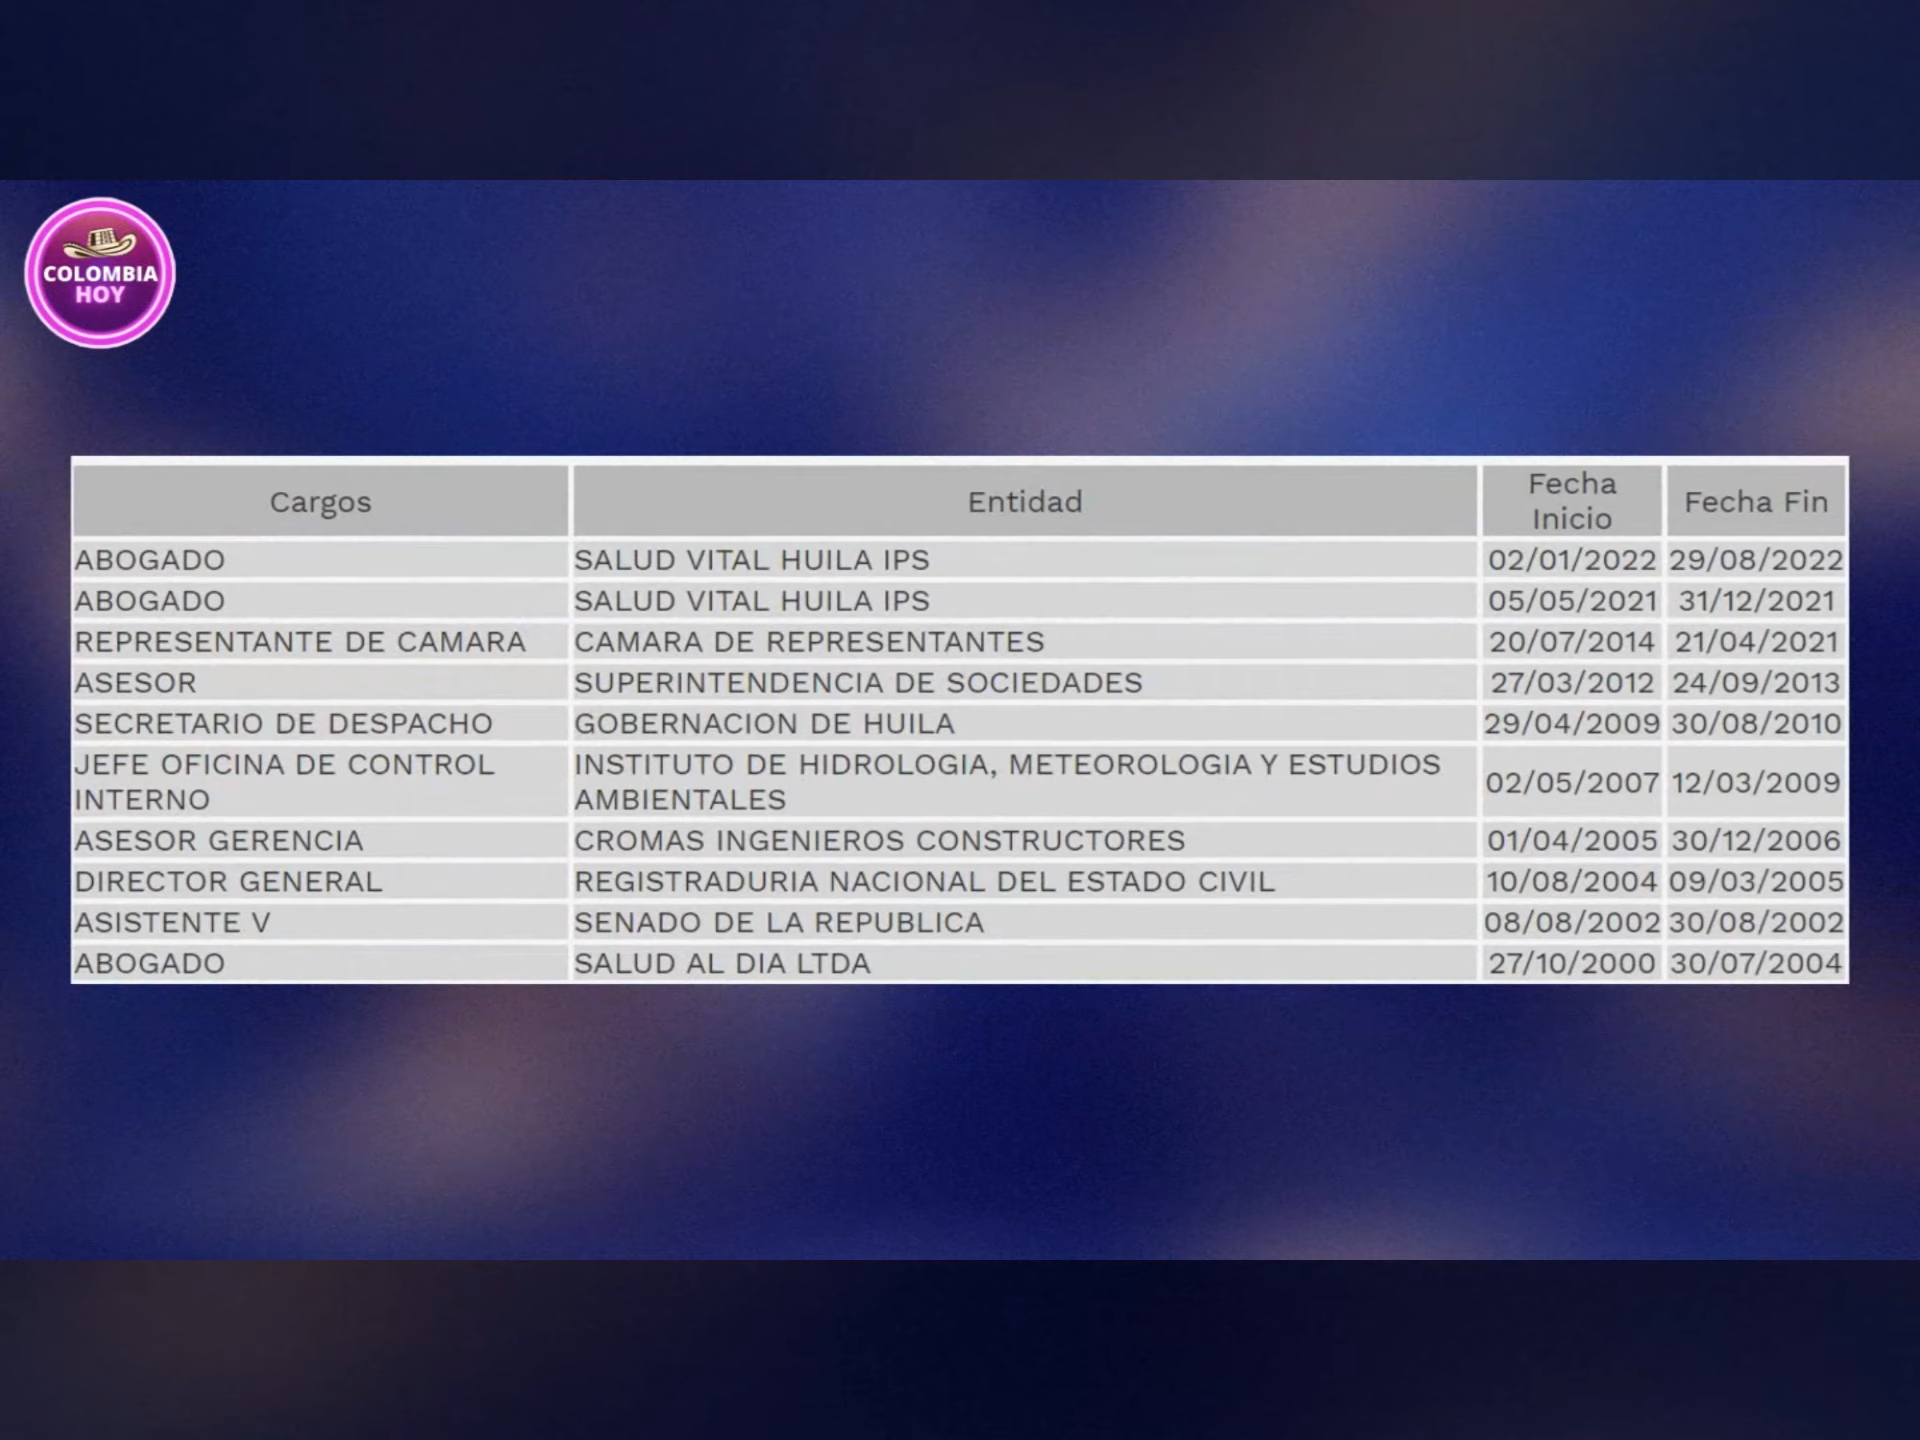 COLOMBIA
HOY
Cargos Entidad Fecha Inicio Fecha Fin
ABOGADO SALUD VITAL HUILA IPS 02/01/2022 29/08/2022
ABOGADO SALUD VITAL HUILA IPS 05/05/2021 31/12/2021
REPRESENTANTE DE CAMARA CAMARA DE REPRESENTANTES 20/07/2014 21/04/2021
ASESOR SUPERINTENDENCIA DE SOCIEDADES 27/03/2012 24/09/2013
SECRETARIO DE DESPACHO GOBERNACION DE HUILA 29/04/2009 30/08/2010
JEFE OFICINA DE CONTROL INTERNO INSTITUTO DE HIDROLOGIA, METEOROLOGIA Y ESTUDIOS AMBIENTALES 02/05/2007 12/03/2009
ASESOR GERENCIA CROMAS INGENIEROS CONSTRUCTORES 01/04/2005 30/12/2006
DIRECTOR GENERAL REGISTRADURIA NACIONAL DEL ESTADO CIVIL 10/08/2004 09/03/2005
ASISTENTE V SENADO DE LA REPUBLICA 08/08/2002 30/08/2002
ABOGADO SALUD AL DIA LTDA 27/10/2000 30/07/2004